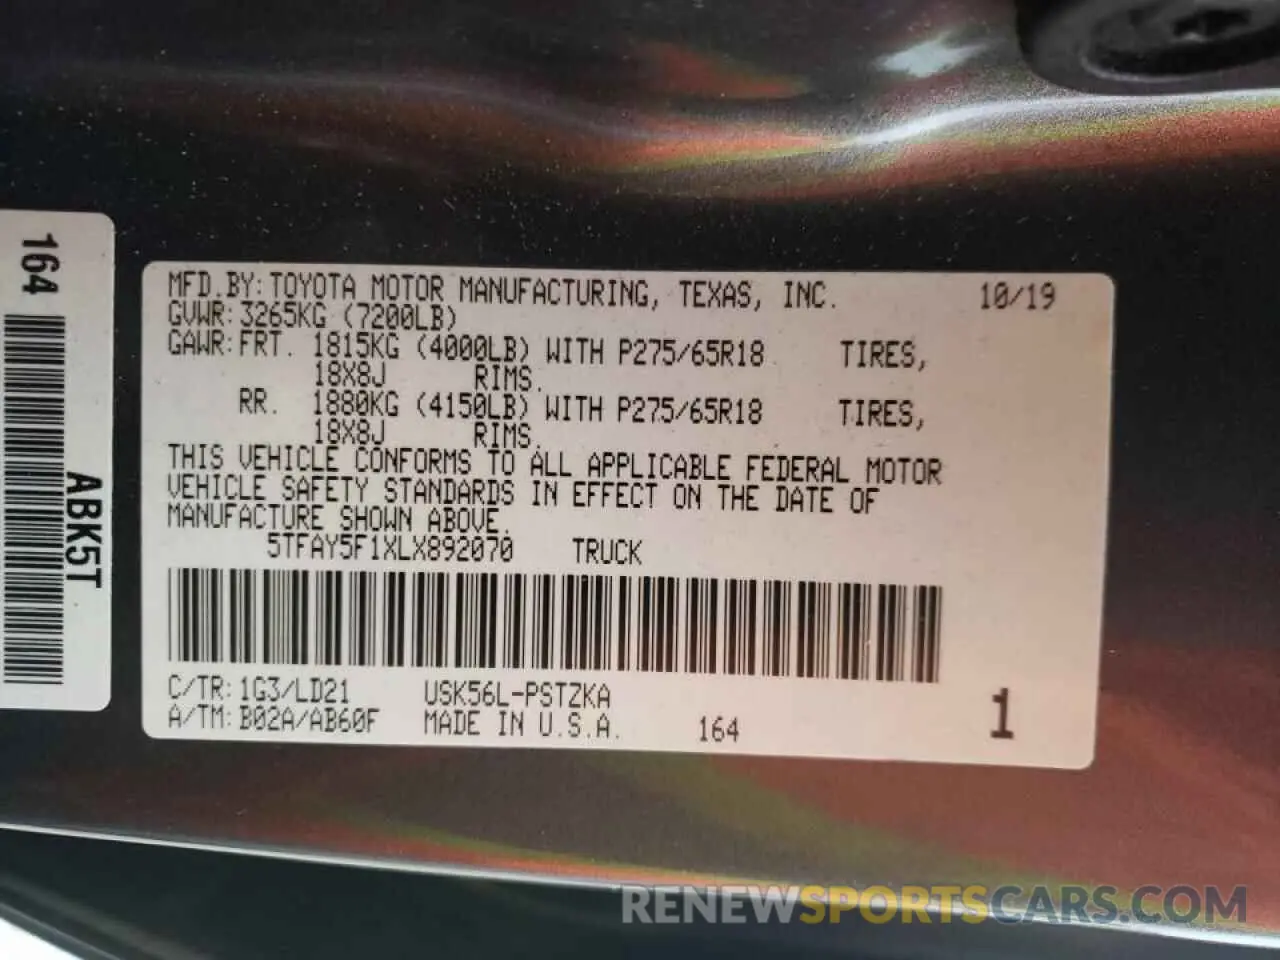 MFD.BY:TOYOTA MOTOR MANUFACTURING, TEXAS, INC. 10/19
GVWR:3265KG (7200LB)
GAWR:FRT. 1815KG (4000LB) WITH P275/65R18 TIRES,
18X8J RIMS.
RR. 1880KG (4150LB) WITH P275/65R18 TIRES,
18X8J RIMS.
THIS VEHICLE CONFORMS TO ALL APPLICABLE FEDERAL MOTOR
VEHICLE SAFETY STANDARDS IN EFFECT ON THE DATE OF
MANUFACTURE SHOWN ABOVE.
5TFAY5F1XLX892070 TRUCK
C/TR:1G3/LD21 USK56L-PSTZKA
A/TM:B02A/AB60F MADE IN U.S.A. 164 1
164
ABK5T
RENEWSPORTSCARS.COM